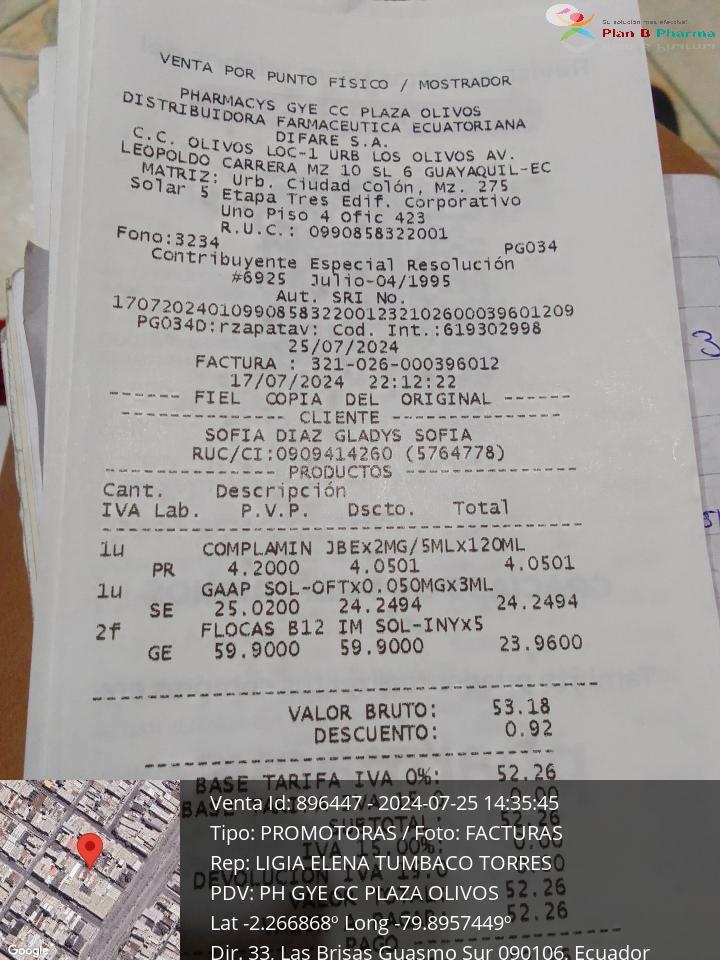 Su solución mas efectiva!
Plan B Pharma
VENTA POR PUNTO FÍSICO / MOSTRADOR
PHARMACYS GYE CC PLAZA OLIVOS
DISTRIBUIDORA FARMACEUTICA ECUATORIANA
DIFARE S.A.
C.C. OLIVOS LOC-1 URB LOS OLIVOS AV.
LEOPOLDO CARRERA MZ 10 SL 6 GUAYAQUIL-EC
MATRIZ: Urb. Ciudad Colón, Mz. 275
Solar 5 Etapa Tres Edif. Corporativo
Uno Piso 4 Ofic 423
R.U.C.: 0990858322001
Fono:3234 PG034
Contribuyente Especial Resolución
#6925 Julio-04/1995
Aut. SRI No.
1707202401099085832200123210260003960​1209
PG034D:rzapatav: Cod. Int.:619302998
25/07/2024
FACTURA : 321-026-000396012
17/07/2024 22:12:22
------ FIEL COPIA DEL ORIGINAL ------
-------------- CLIENTE --------------
SOFIA DIAZ GLADYS SOFIA
RUC/CI:0909414260 (5764778)
-------------- PRODUCTOS --------------
Cant. Descripción
IVA Lab. P.V.P. Dscto. Total
1u COMPLAMIN JBEx2MG/5MLx120ML
PR 4.2000 4.0501 4.0501
1u GAAP SOL-OFTx0.050MGx3ML
SE 25.0200 24.2494 24.2494
2f FLOCAS B12 IM SOL-INYx5
GE 59.9000 59.9000 23.9600
VALOR BRUTO: 53.18
DESCUENTO: 0.92
BASE TARIFA IVA 0%: 52.26
SUBTOTAL: 52.26
IVA 15.00%: 0.00
DEVOLUCION IVA
52.26
52.26
PAGO
Venta Id: 896447 - 2024-07-25 14:35:45
Tipo: PROMOTORAS / Foto: FACTURAS
Rep: LIGIA ELENA TUMBACO TORRES
PDV: PH GYE CC PLAZA OLIVOS
Lat -2.266868º Long -79.8957449º
Dir. 33, Las Brisas Guasmo Sur 090106, Ecuador
Google
3